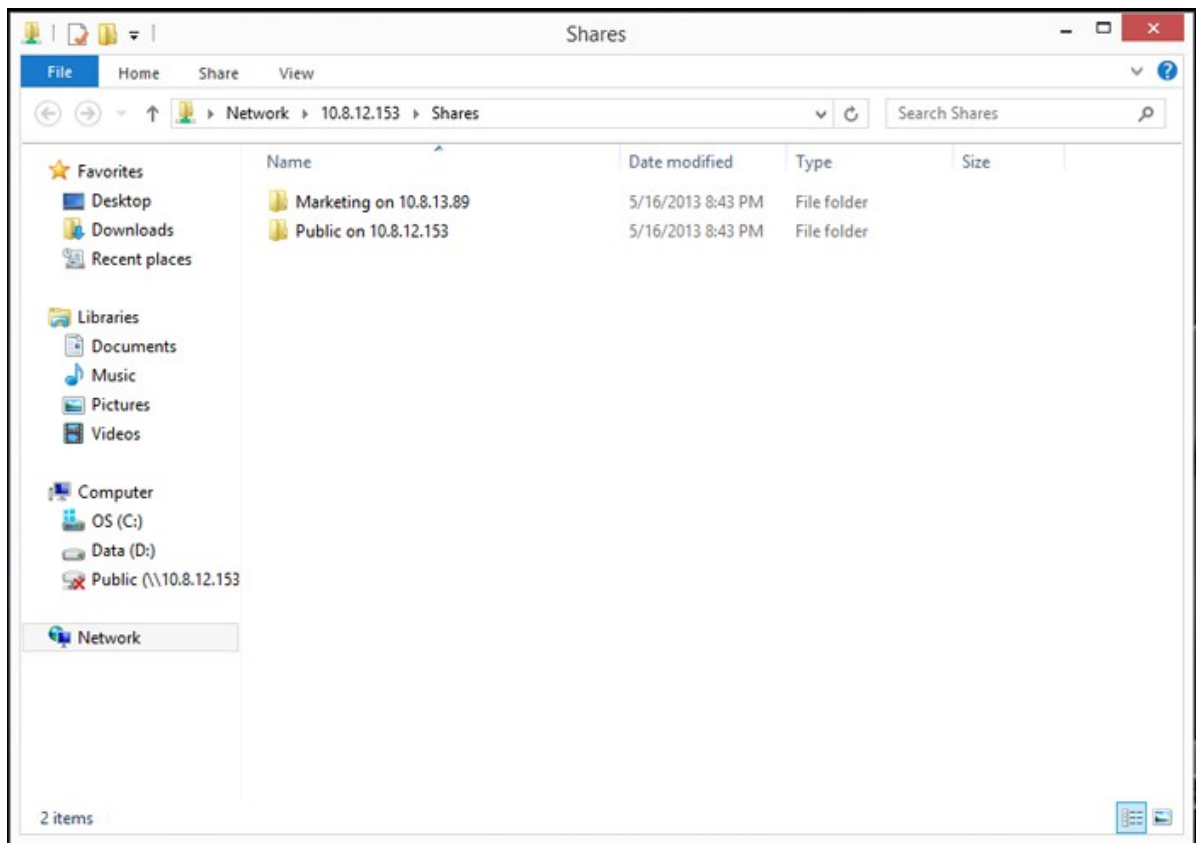 Shares
File Home Share View
Network 10.8.12.153 Shares
Search Shares
Favorites
Desktop
Downloads
Recent places
Libraries
Documents
Music
Pictures
Videos
Computer
OS (C:)
Data (D:)
Public (\\10.8.12.153
Network
Name Date modified Type Size
Marketing on 10.8.13.89 5/16/2013 8:43 PM File folder
Public on 10.8.12.153 5/16/2013 8:43 PM File folder
2 items